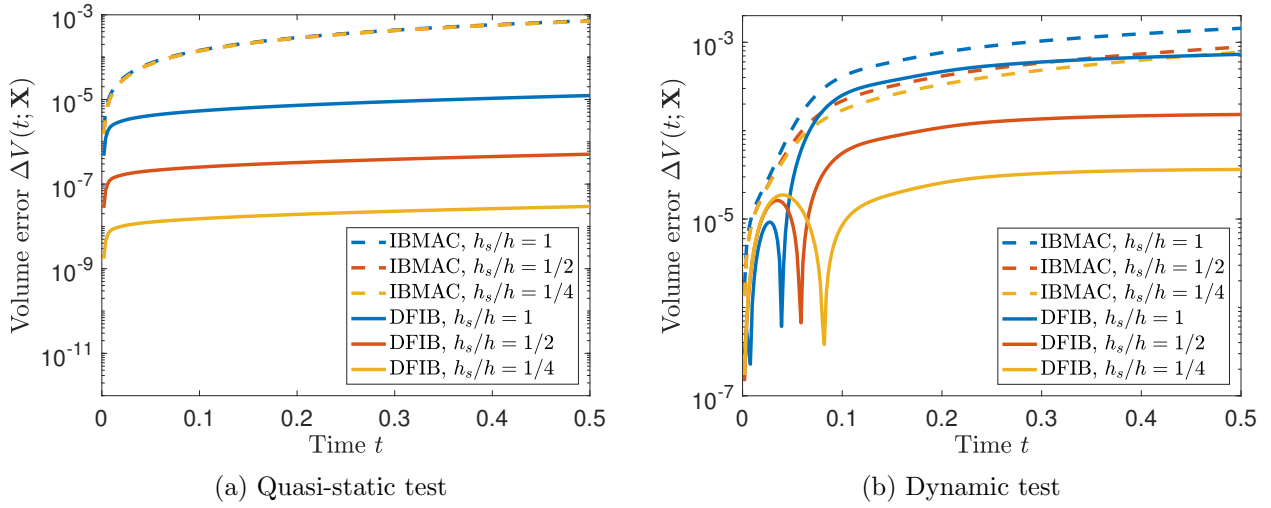 Volume error ΔV(t; X)
10^-3
10^-5
10^-7
10^-9
10^-11
IBMAC, h_s/h = 1
IBMAC, h_s/h = 1/2
IBMAC, h_s/h = 1/4
DFIB, h_s/h = 1
DFIB, h_s/h = 1/2
DFIB, h_s/h = 1/4
0 0.1 0.2 0.3 0.4 0.5
Time t
(a) Quasi-static test
Volume error ΔV(t; X)
10^-3
10^-5
10^-7
IBMAC, h_s/h = 1
IBMAC, h_s/h = 1/2
IBMAC, h_s/h = 1/4
DFIB, h_s/h = 1
DFIB, h_s/h = 1/2
DFIB, h_s/h = 1/4
0 0.1 0.2 0.3 0.4 0.5
Time t
(b) Dynamic test